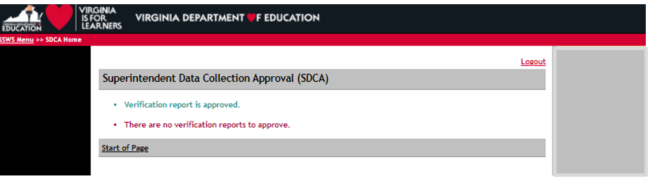 VIRGINIA
IS FOR
LEARNERS
VIRGINIA DEPARTMENT OF EDUCATION
EDUCATION
SSWS Menu >> SDCA Home
Logout
Superintendent Data Collection Approval (SDCA)
Verification report is approved.
There are no verification reports to approve.
Start of Page